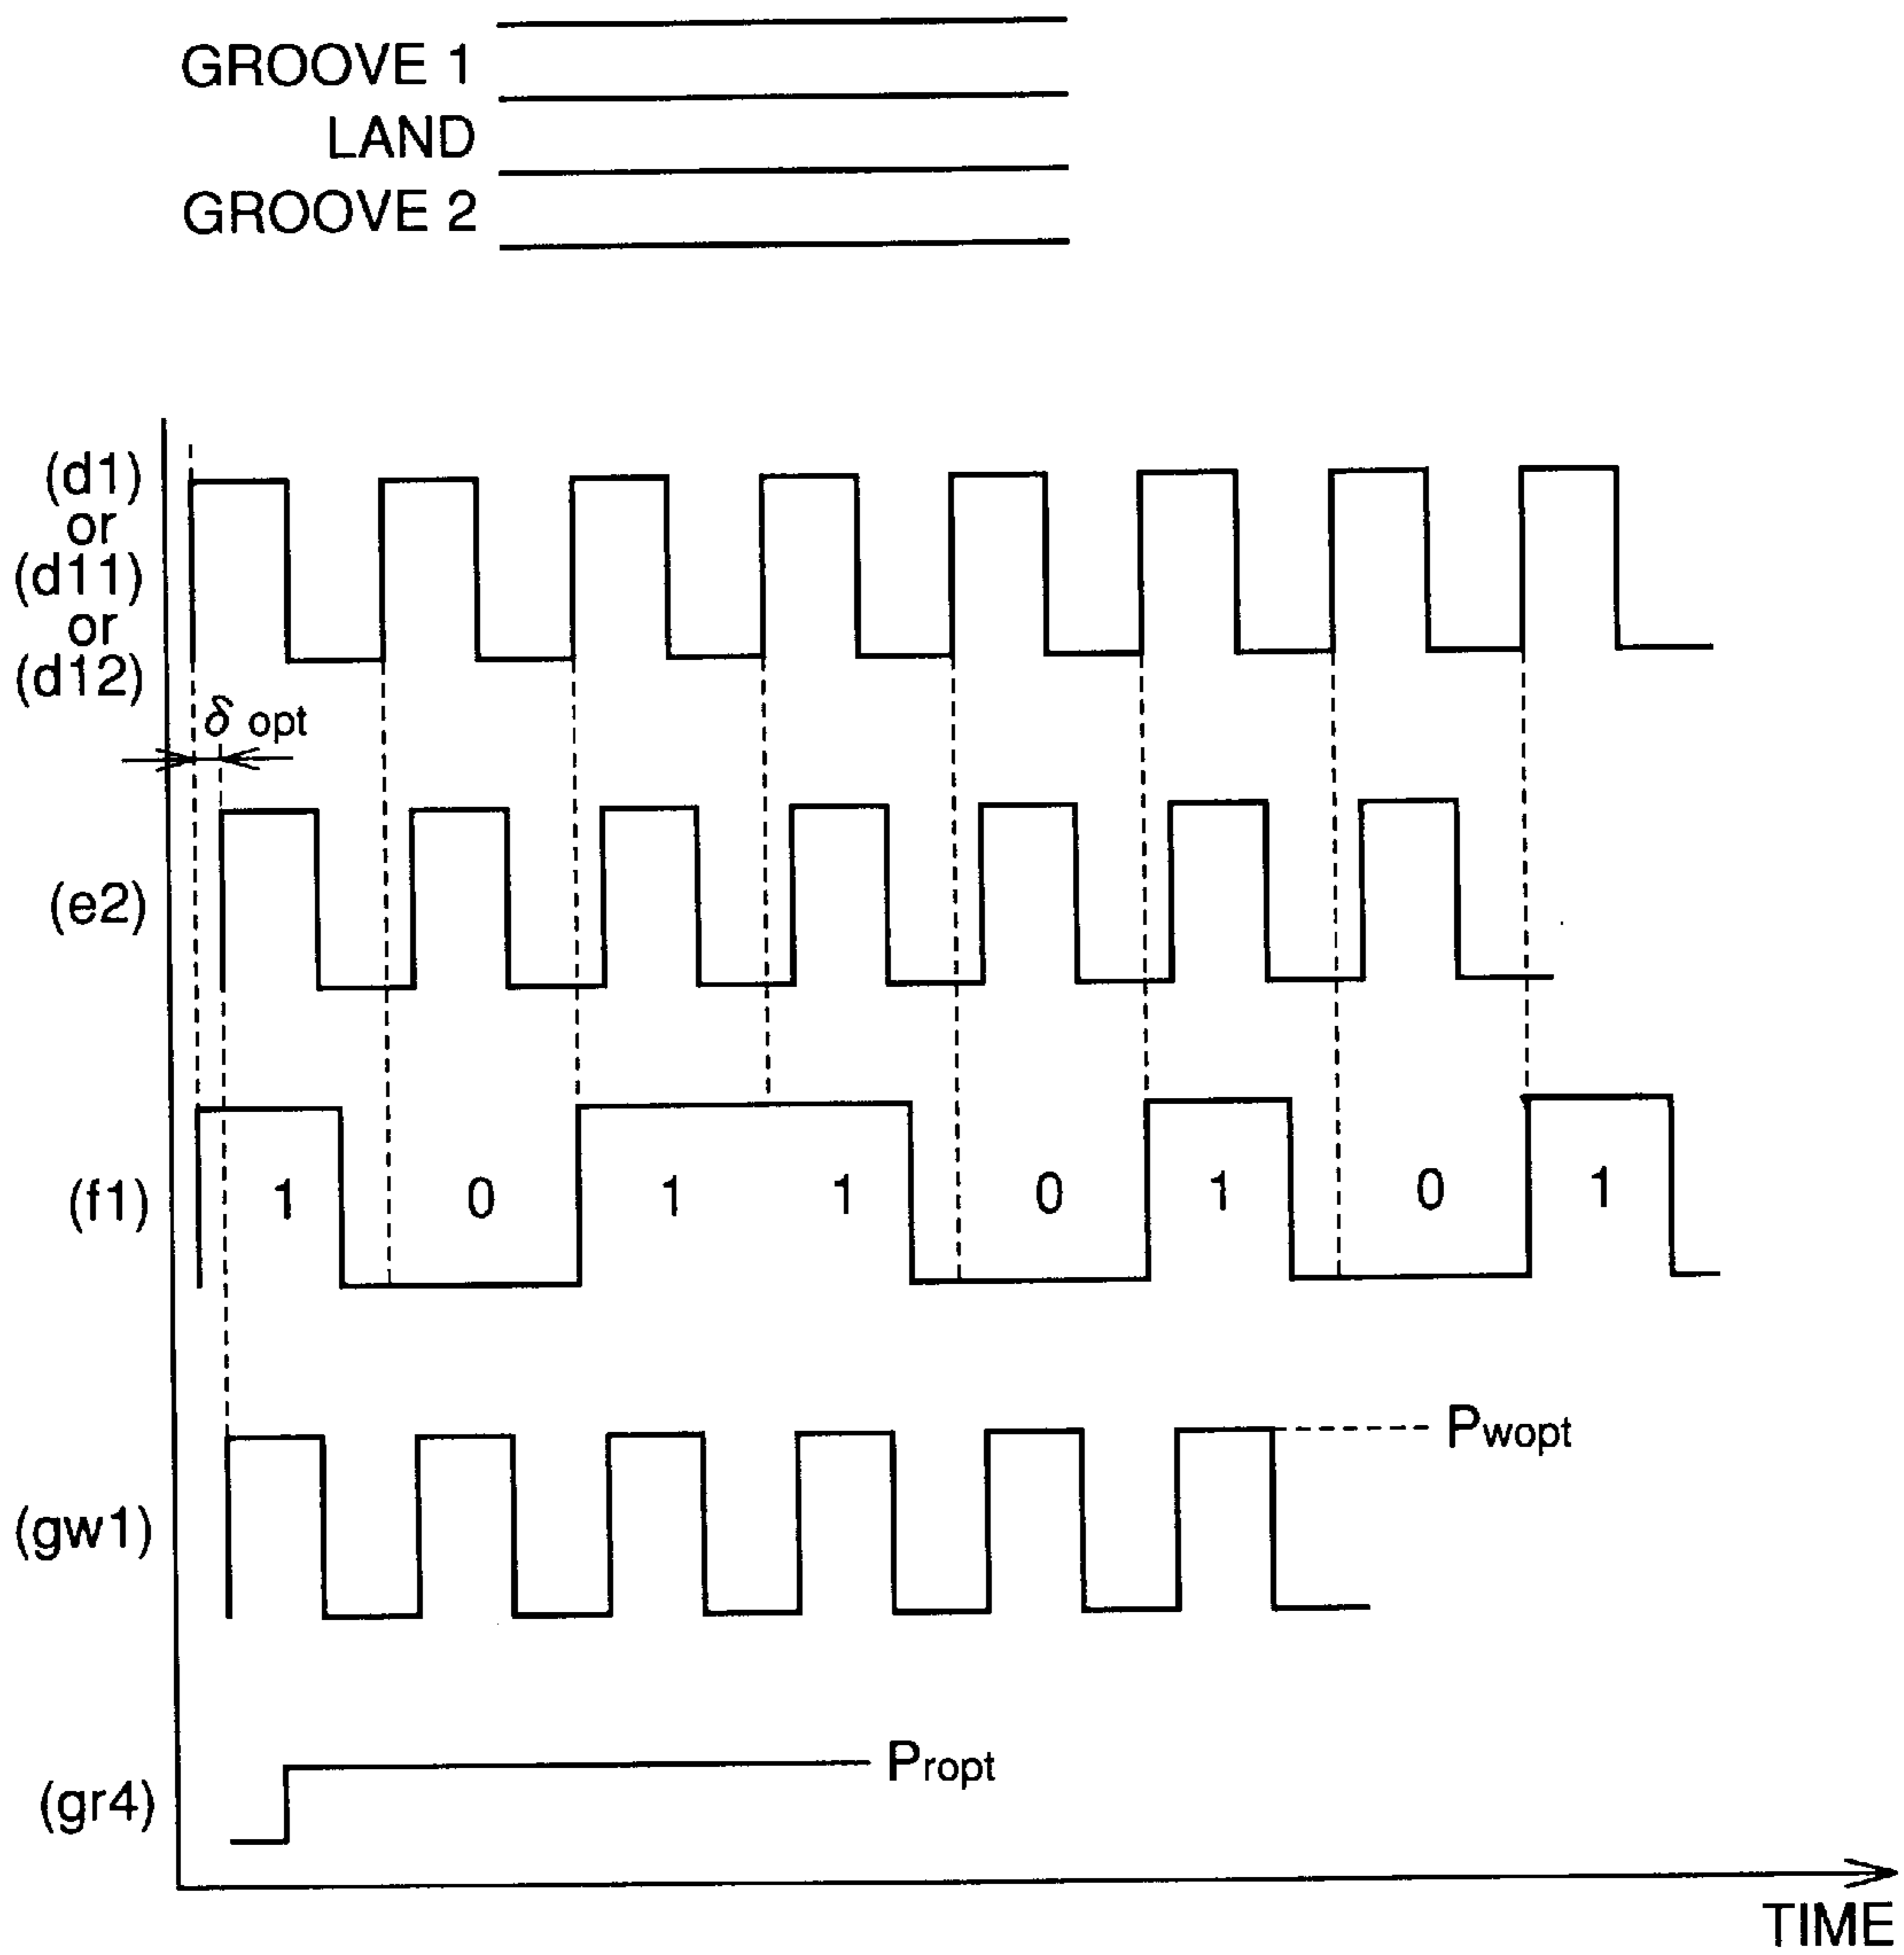 GROOVE 1
LAND
GROOVE 2
(d1)
or
(d11)
or
(d12)
δ opt
(e2)
(f1)
1 0 1 1 0 1 0 1
Pwopt
(gw1)
Propt
(gr4)
TIME